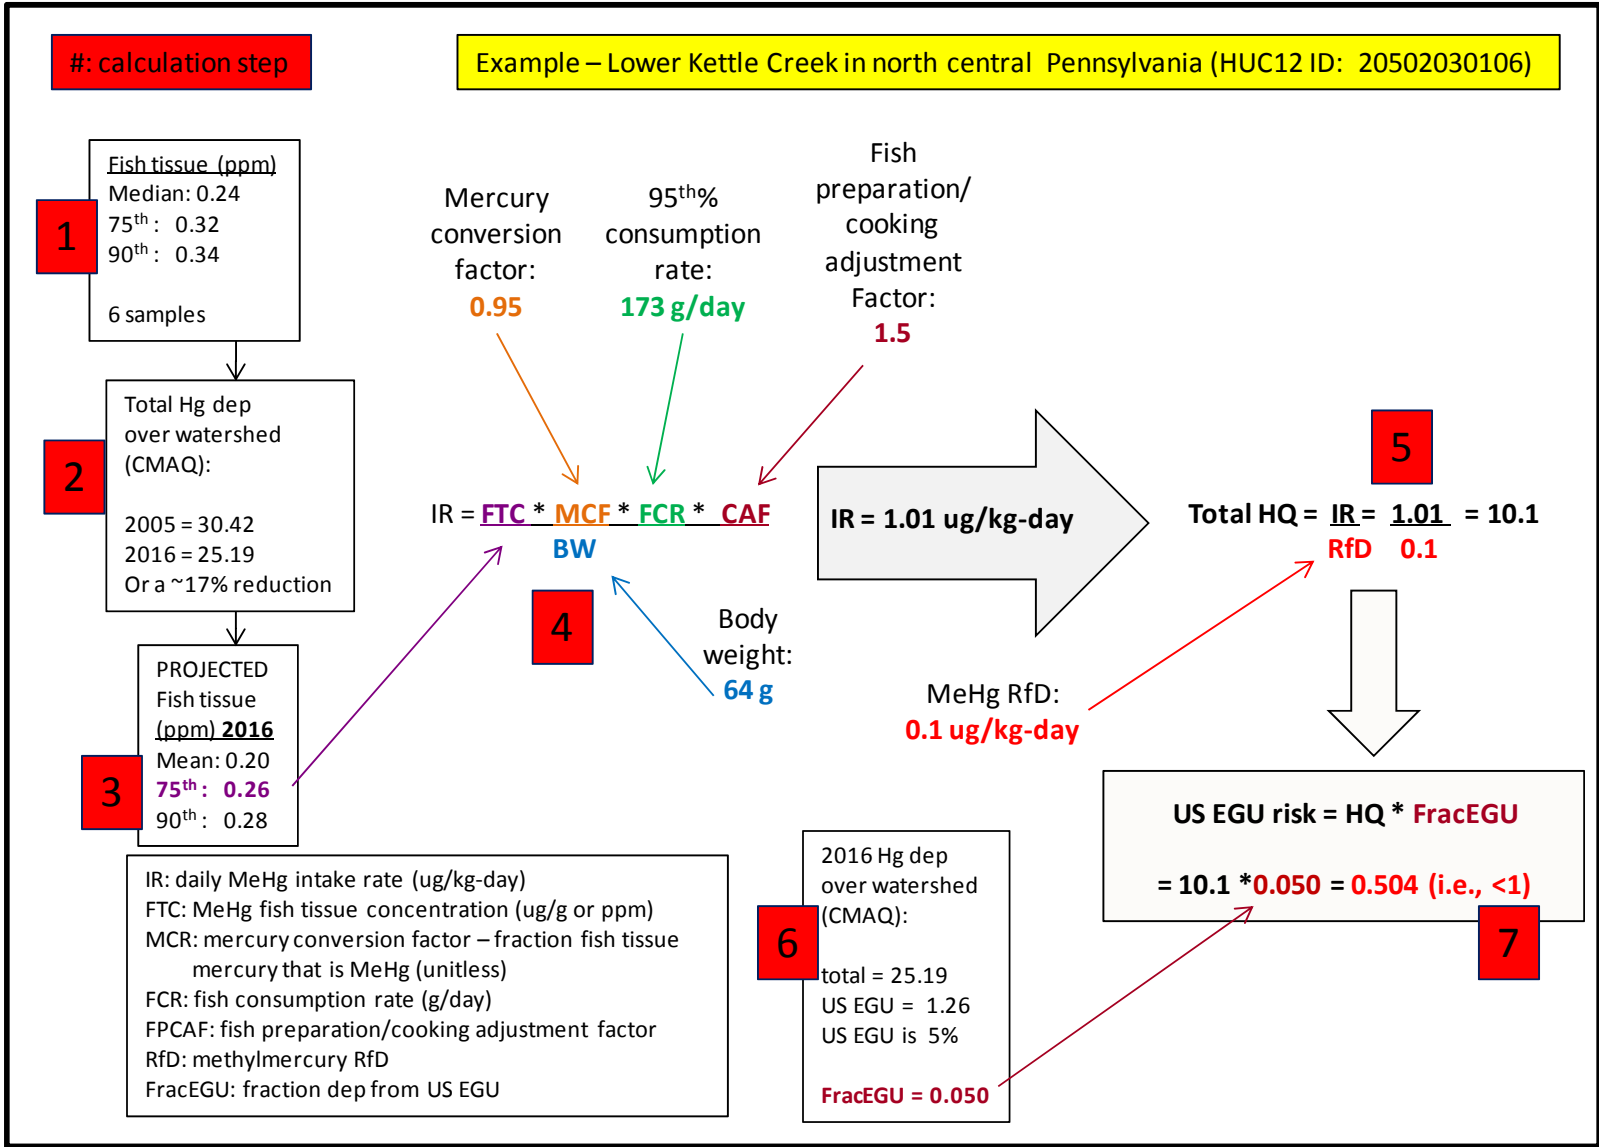 #: calculation step
Example – Lower Kettle Creek in north central Pennsylvania (HUC12 ID: 20502030106)
1
Fish tissue (ppm)
Median: 0.24
75th : 0.32
90th : 0.34
6 samples
2
Total Hg dep
over watershed
(CMAQ):
2005 = 30.42
2016 = 25.19
Or a ~17% reduction
3
PROJECTED
Fish tissue
(ppm) 2016
Mean: 0.20
75th : 0.26
90th : 0.28
Mercury
conversion
factor:
0.95
95th%
consumption
rate:
173 g/day
Fish
preparation/
cooking
adjustment
Factor:
1.5
IR = FTC * MCF * FCR * CAF
BW
4
Body
weight:
64 g
IR = 1.01 ug/kg-day
5
Total HQ = IR = 1.01 = 10.1
RfD 0.1
MeHg RfD:
0.1 ug/kg-day
IR: daily MeHg intake rate (ug/kg-day)
FTC: MeHg fish tissue concentration (ug/g or ppm)
MCR: mercury conversion factor – fraction fish tissue
mercury that is MeHg (unitless)
FCR: fish consumption rate (g/day)
FPCAF: fish preparation/cooking adjustment factor
RfD: methylmercury RfD
FracEGU: fraction dep from US EGU
6
2016 Hg dep
over watershed
(CMAQ):
total = 25.19
US EGU = 1.26
US EGU is 5%
FracEGU = 0.050
US EGU risk = HQ * FracEGU
= 10.1 *0.050 = 0.504 (i.e., <1)
7